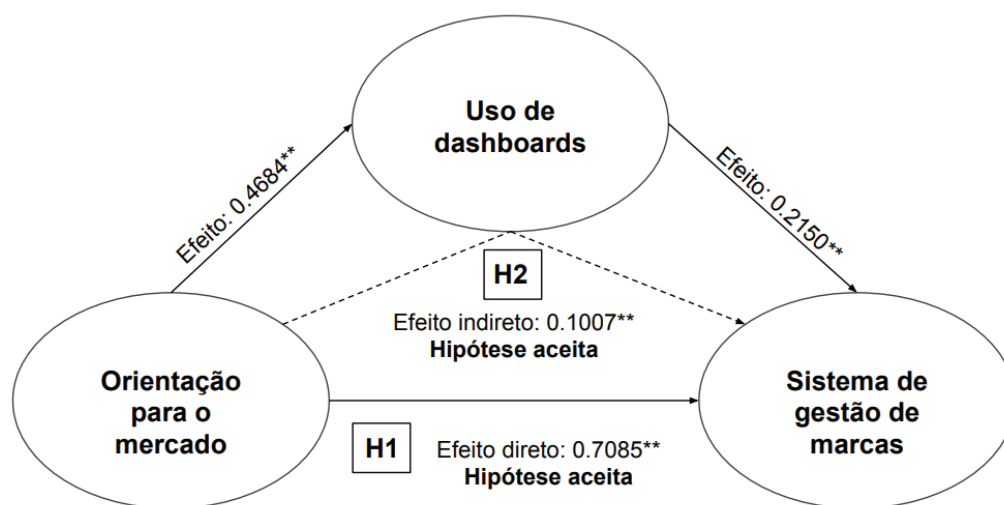 Uso de
dashboards
Efeito: 0.4684**
Efeito: 0.2150**
H2
Efeito indireto: 0.1007**
Hipótese aceita
Orientação
para o
mercado
Sistema de
gestão de
marcas
H1
Efeito direto: 0.7085**
Hipótese aceita